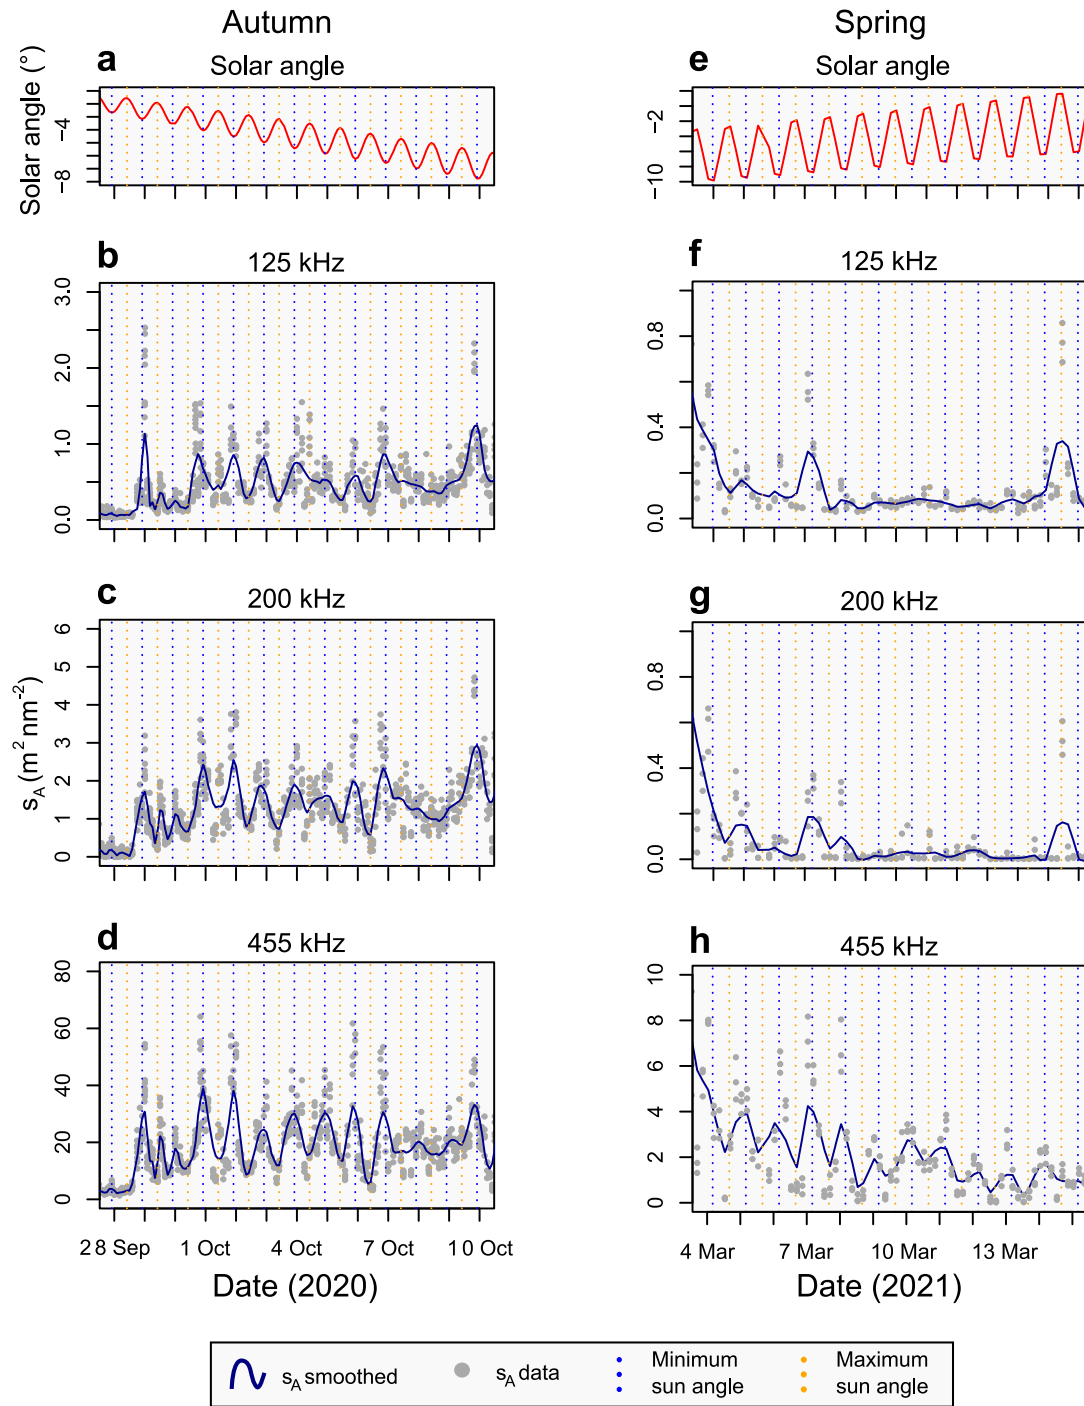 Autumn
Spring
a
Solar angle
e
Solar angle
Solar angle (°)
−4
−8
−2
−10
b
125 kHz
3.0
2.0
1.0
0.0
f
125 kHz
0.8
0.4
0.0
c
200 kHz
6
5
4
3
2
1
0
g
200 kHz
0.8
0.4
0.0
s_A (m² nm⁻²)
d
455 kHz
80
60
40
20
0
h
455 kHz
10
8
6
4
2
0
28 Sep 1 Oct 4 Oct 7 Oct 10 Oct
4 Mar 7 Mar 10 Mar 13 Mar
Date (2020)
Date (2021)
s_A smoothed
s_A data
Minimum
sun angle
Maximum
sun angle